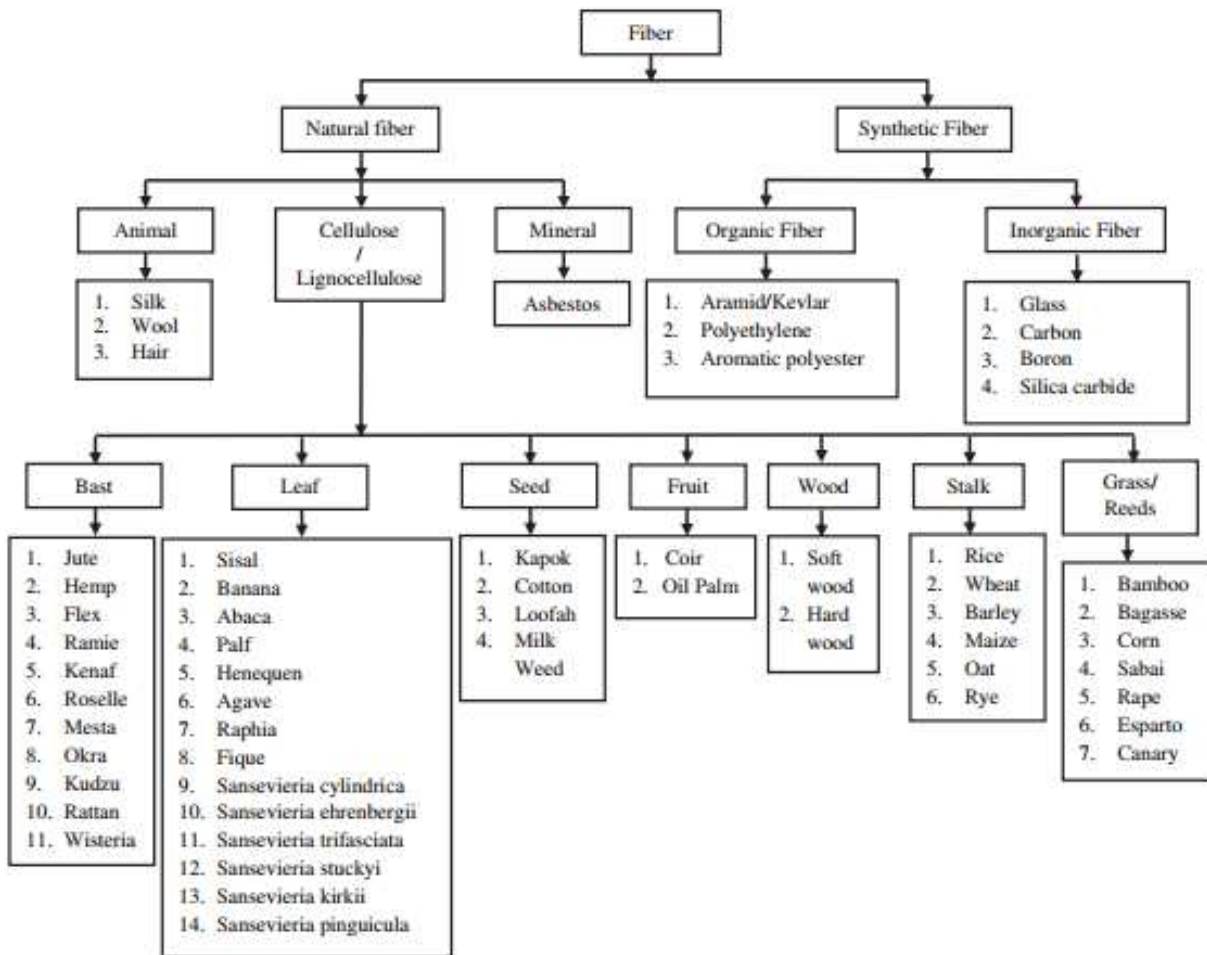 Fiber
Natural fiber
Synthetic Fiber
Animal
Cellulose
/
Lignocellulose
Mineral
Organic Fiber
Inorganic Fiber
1. Silk
2. Wool
3. Hair
Asbestos
1. Aramid/Kevlar
2. Polyethylene
3. Aromatic polyester
1. Glass
2. Carbon
3. Boron
4. Silica carbide
Bast
Leaf
Seed
Fruit
Wood
Stalk
Grass/
Reeds
1. Jute
2. Hemp
3. Flex
4. Ramie
5. Kenaf
6. Roselle
7. Mesta
8. Okra
9. Kudzu
10. Rattan
11. Wisteria
1. Sisal
2. Banana
3. Abaca
4. Palf
5. Henequen
6. Agave
7. Raphia
8. Fique
9. Sansevieria cylindrica
10. Sansevieria ehrenbergii
11. Sansevieria trifasciata
12. Sansevieria stuckyi
13. Sansevieria kirkii
14. Sansevieria pinguicula
1. Kapok
2. Cotton
3. Loofah
4. Milk
Weed
1. Coir
2. Oil Palm
1. Soft
wood
2. Hard
wood
1. Rice
2. Wheat
3. Barley
4. Maize
5. Oat
6. Rye
1. Bamboo
2. Bagasse
3. Corn
4. Sabai
5. Rape
6. Esparto
7. Canary